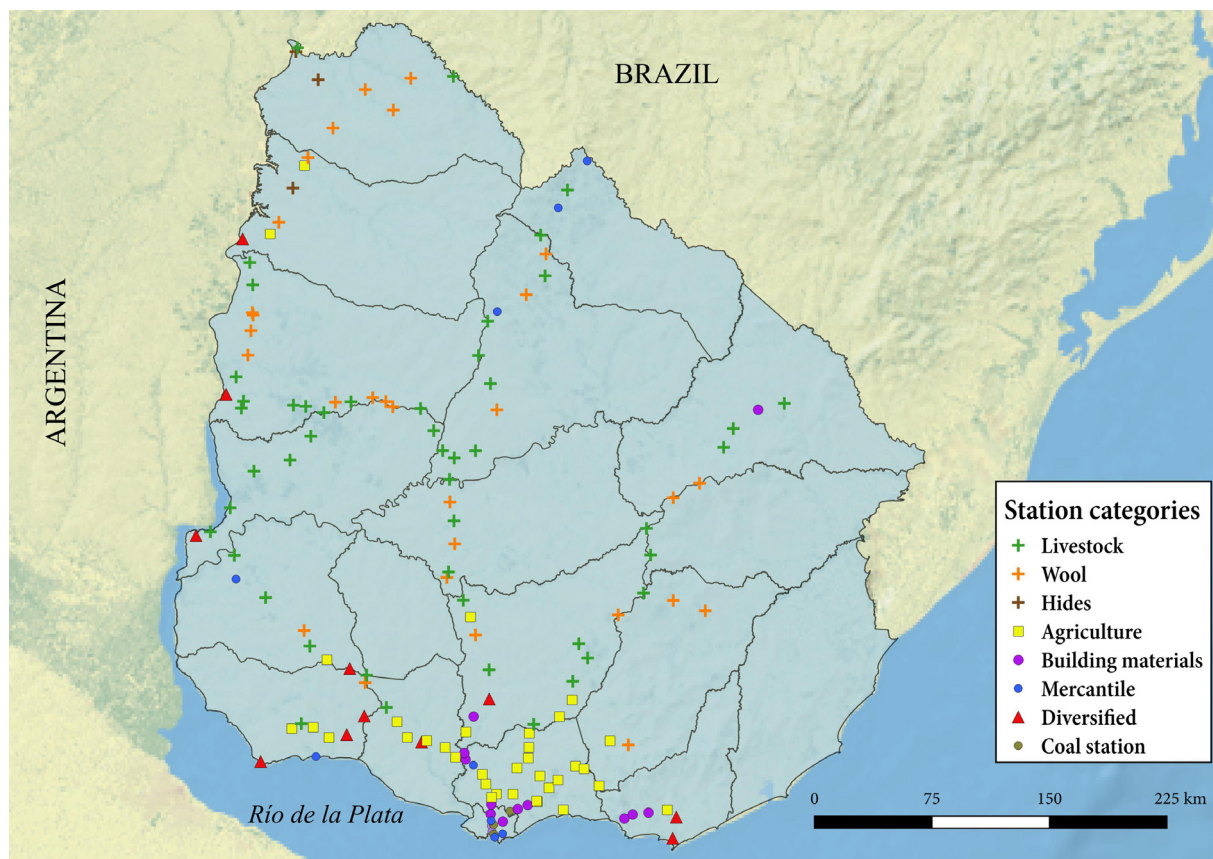 BRAZIL
ARGENTINA
Station categories
Livestock
Wool
Hides
Agriculture
Building materials
Mercantile
Diversified
Coal station
Río de la Plata
0 75 150 225 km